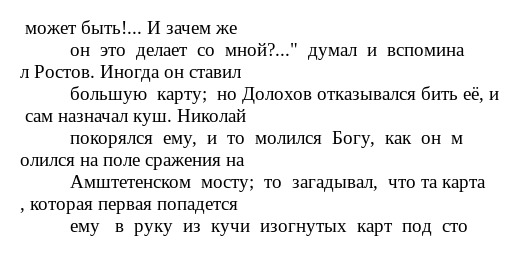 может быть!... И зачем же
он это делает со мной?..." думал и вспомина
л Ростов. Иногда он ставил
большую карту; но Долохов отказывался бить её, и
сам назначал куш. Николай
покорялся ему, и то молился Богу, как он м
олился на поле сражения на
Амштетенском мосту; то загадывал, что та карта
, которая первая попадется
ему в руку из кучи изогнутых карт под сто